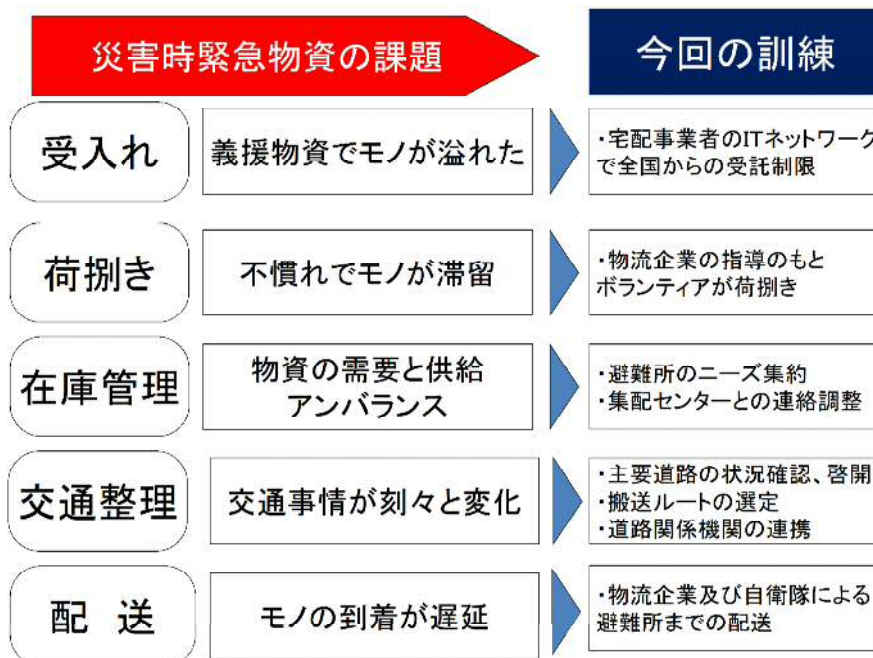 災害時緊急物資の課題
今回の訓練
受入れ
義援物資でモノが溢れた
・宅配事業者のITネットワーク
で全国からの受託制限
荷捌き
不慣れでモノが滞留
・物流企業の指導のもと
ボランティアが荷捌き
在庫管理
物資の需要と供給
アンバランス
・避難所のニーズ集約
・集配センターとの連絡調整
交通整理
交通事情が刻々と変化
・主要道路の状況確認、啓開
・搬送ルートの選定
・道路関係機関の連携
配 送
モノの到着が遅延
・物流企業及び自衛隊による
避難所までの配送